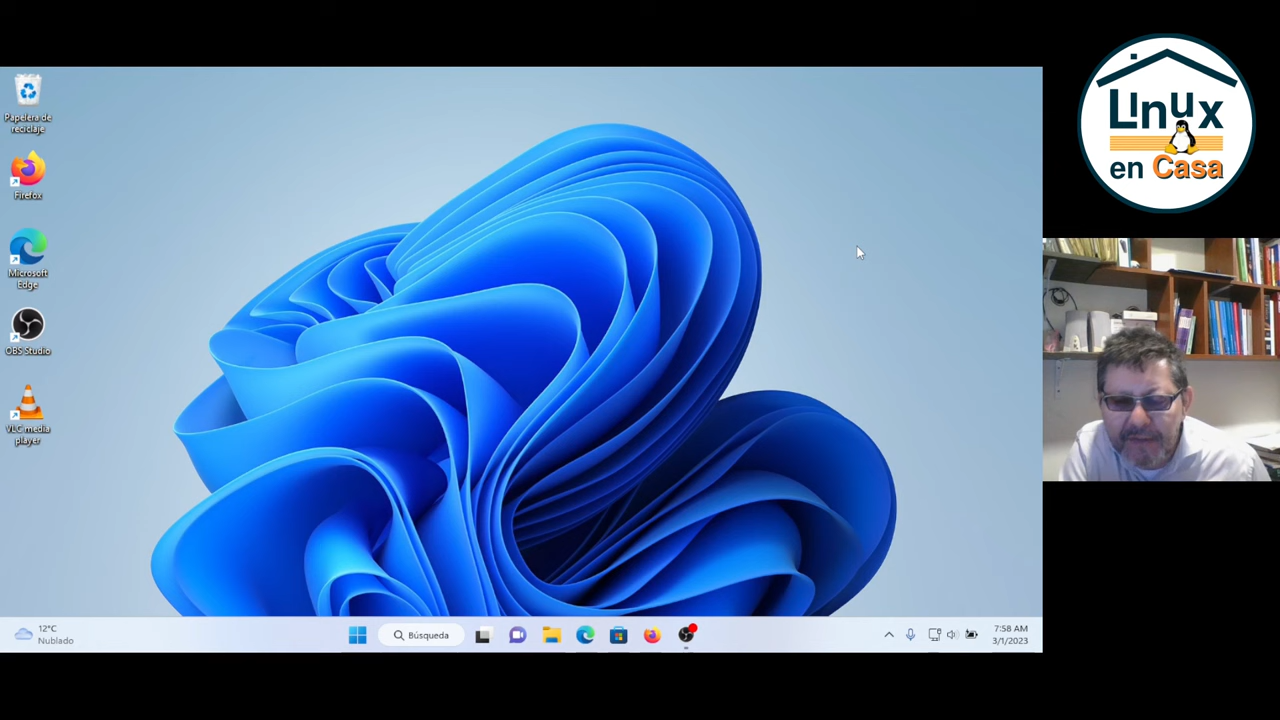 Papelera de
reciclaje
Firefox
Microsoft
Edge
OBS Studio
VLC media
player
12°C
Nublado
Búsqueda
7:58 AM
3/1/2023
Linux
en Casa